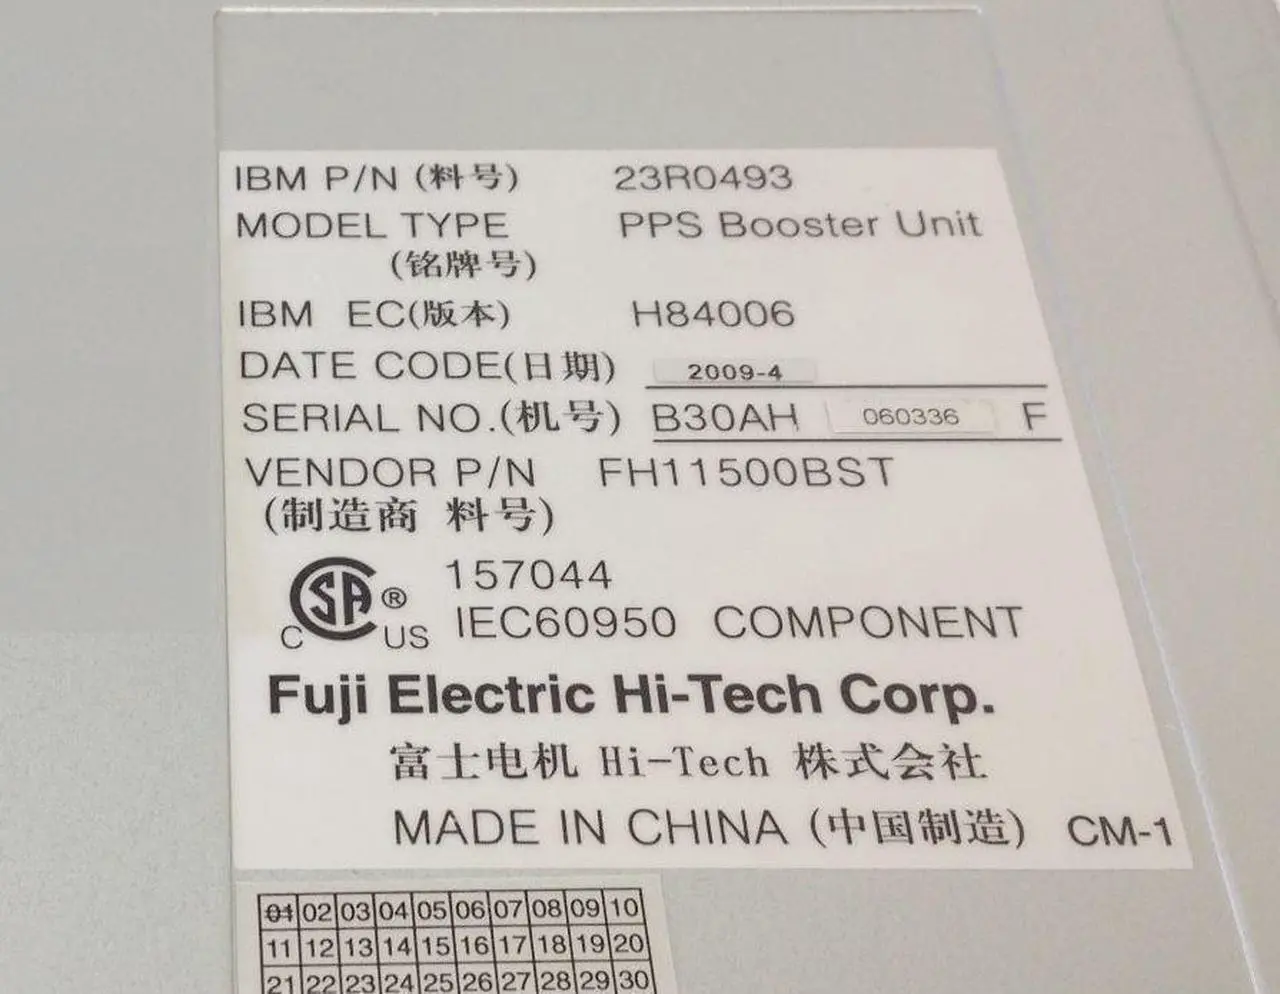 IBM P/N (料号) 23R0493
MODEL TYPE PPS Booster Unit
(铭牌号)
IBM EC(版本) H84006
DATE CODE(日期) 2009-4
SERIAL NO.(机号) B30AH 060336 F
VENDOR P/N FH11500BST
(制造商 料号)
CSA ® C US 157044
IEC60950 COMPONENT
Fuji Electric Hi-Tech Corp.
富士电机 Hi-Tech 株式会社
MADE IN CHINA (中国制造) CM-1
01 02 03 04 05 06 07 08 09 10
11 12 13 14 15 16 17 18 19 20
21 22 23 24 25 26 27 28 29 30